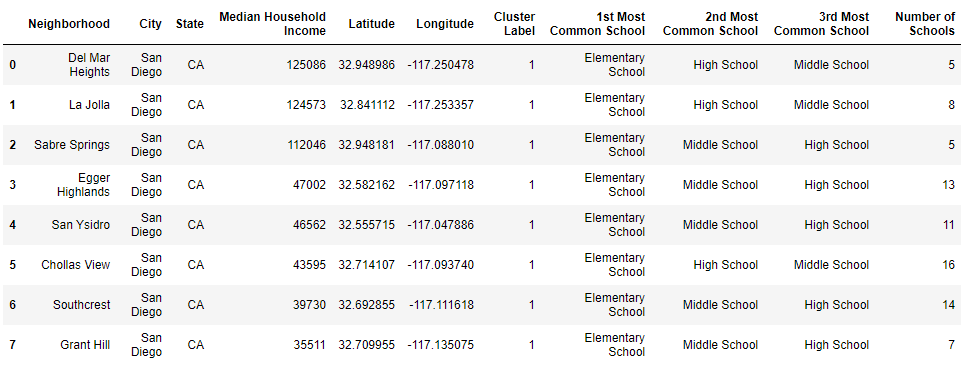 Neighborhood City State Median Household Income Latitude Longitude Cluster Label 1st Most Common School 2nd Most Common School 3rd Most Common School Number of Schools
0 Del Mar Heights San Diego CA 125086 32.948986 -117.250478 1 Elementary School High School Middle School 5
1 La Jolla San Diego CA 124573 32.841112 -117.253357 1 Elementary School High School Middle School 8
2 Sabre Springs San Diego CA 112046 32.948181 -117.088010 1 Elementary School Middle School High School 5
3 Egger Highlands San Diego CA 47002 32.582162 -117.097118 1 Elementary School Middle School High School 13
4 San Ysidro San Diego CA 46562 32.555715 -117.047886 1 Elementary School Middle School High School 11
5 Chollas View San Diego CA 43595 32.714107 -117.093740 1 Elementary School High School Middle School 16
6 Southcrest San Diego CA 39730 32.692855 -117.111618 1 Elementary School Middle School High School 14
7 Grant Hill San Diego CA 35511 32.709955 -117.135075 1 Elementary School Middle School High School 7